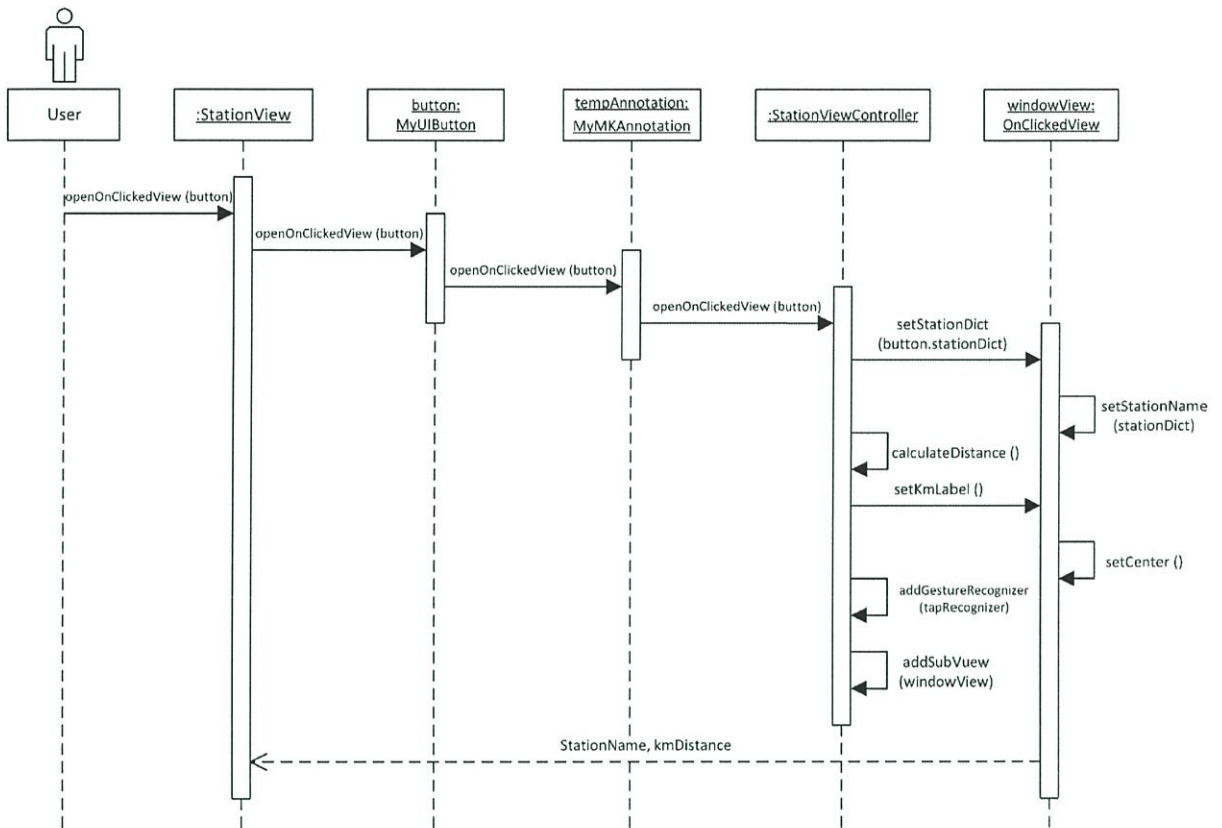 User
:StationView
button:
MyUIButton
tempAnnotation:
MyMKAnnotation
:StationViewController
windowView:
OnClickedView
openOnClickedView (button)
openOnClickedView (button)
openOnClickedView (button)
openOnClickedView (button)
setStationDict
(button.stationDict)
setStationName
(stationDict)
calculateDistance ()
setKmLabel ()
setCenter ()
addGestureRecognizer
(tapRecognizer)
addSubVuew
(windowView)
StationName, kmDistance